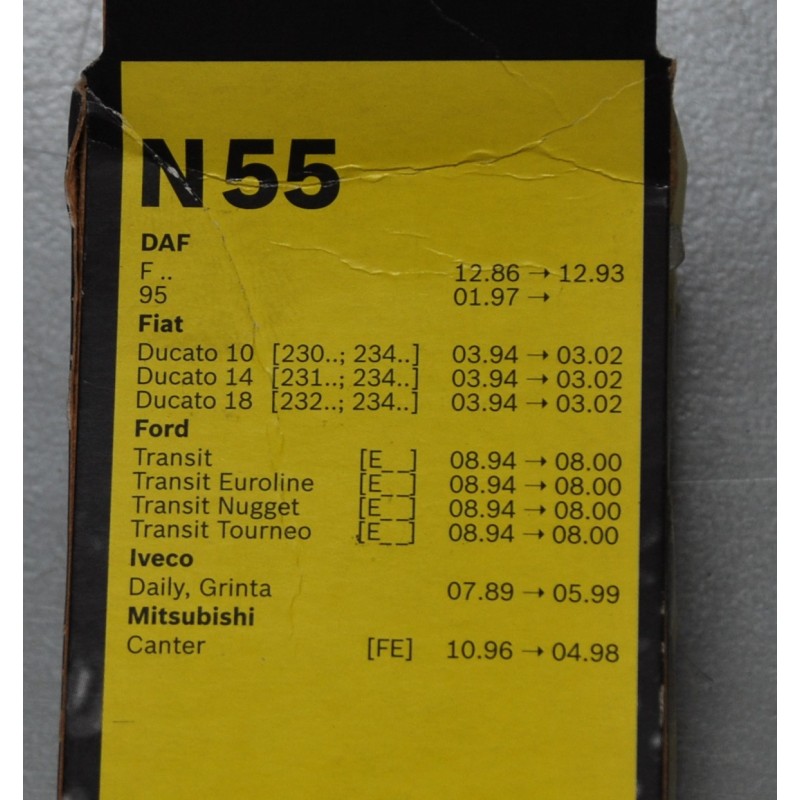 N55
DAF
F .. 12.86 → 12.93
95 01.97 →
Fiat
Ducato 10 [230..; 234..] 03.94 → 03.02
Ducato 14 [231..; 234..] 03.94 → 03.02
Ducato 18 [232..; 234..] 03.94 → 03.02
Ford
Transit [E_ _] 08.94 → 08.00
Transit Euroline [E_ _] 08.94 → 08.00
Transit Nugget [E_ _] 08.94 → 08.00
Transit Tourneo [E_ _] 08.94 → 08.00
Iveco
Daily, Grinta 07.89 → 05.99
Mitsubishi
Canter [FE] 10.96 → 04.98